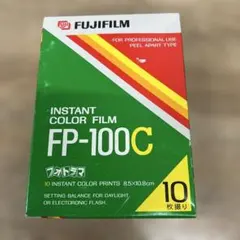 FUJIFILM
FOR PROFESSIONAL USE
PEEL APART TYPE
INSTANT
COLOR FILM
FP-100C
フォトラマ
10 INSTANT COLOR PRINTS 8.5×10.8cm
SETTING BALANCE FOR DAYLIGHT
OR ELECTORONIC FLASH.
10
枚撮り